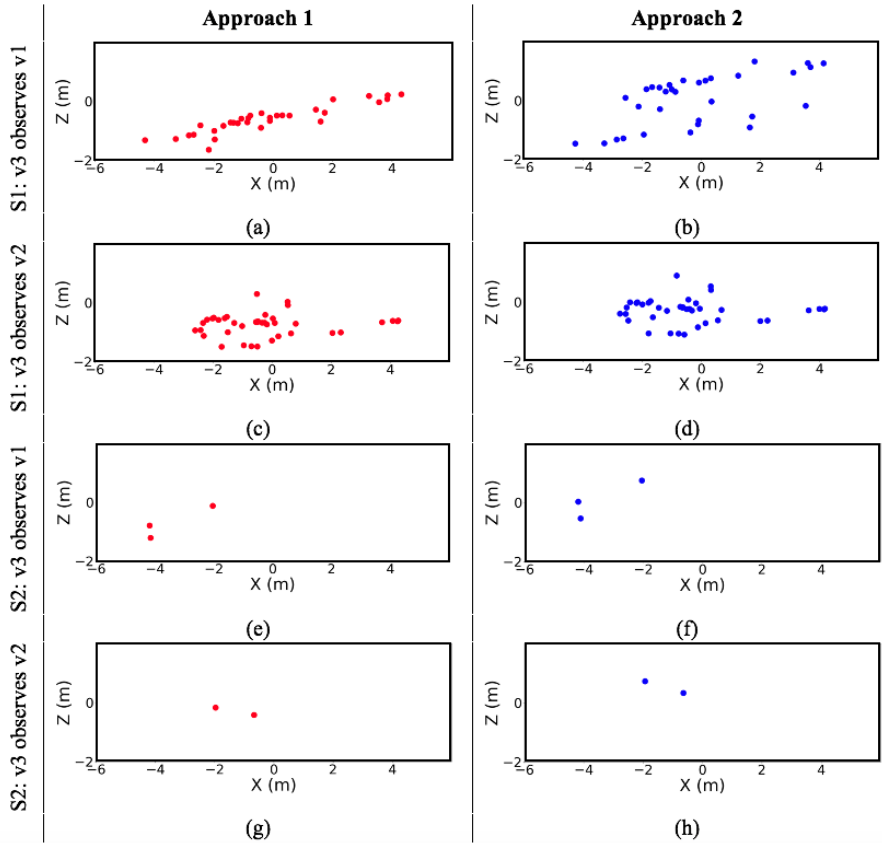 Approach 1
Approach 2
S1: v3 observes v1
Z (m)
0
−2
−6
−4
−2
0
2
4
X (m)
(a)
Z (m)
0
−2
−6
−4
−2
0
2
4
X (m)
(b)
S1: v3 observes v2
Z (m)
0
−2
−6
−4
−2
0
2
4
X (m)
(c)
Z (m)
0
−2
−6
−4
−2
0
2
4
X (m)
(d)
S2: v3 observes v1
Z (m)
0
−2
−6
−4
−2
0
2
4
X (m)
(e)
Z (m)
0
−2
−6
−4
−2
0
2
4
X (m)
(f)
S2: v3 observes v2
Z (m)
0
−2
−6
−4
−2
0
2
4
X (m)
(g)
Z (m)
0
−2
−6
−4
−2
0
2
4
X (m)
(h)